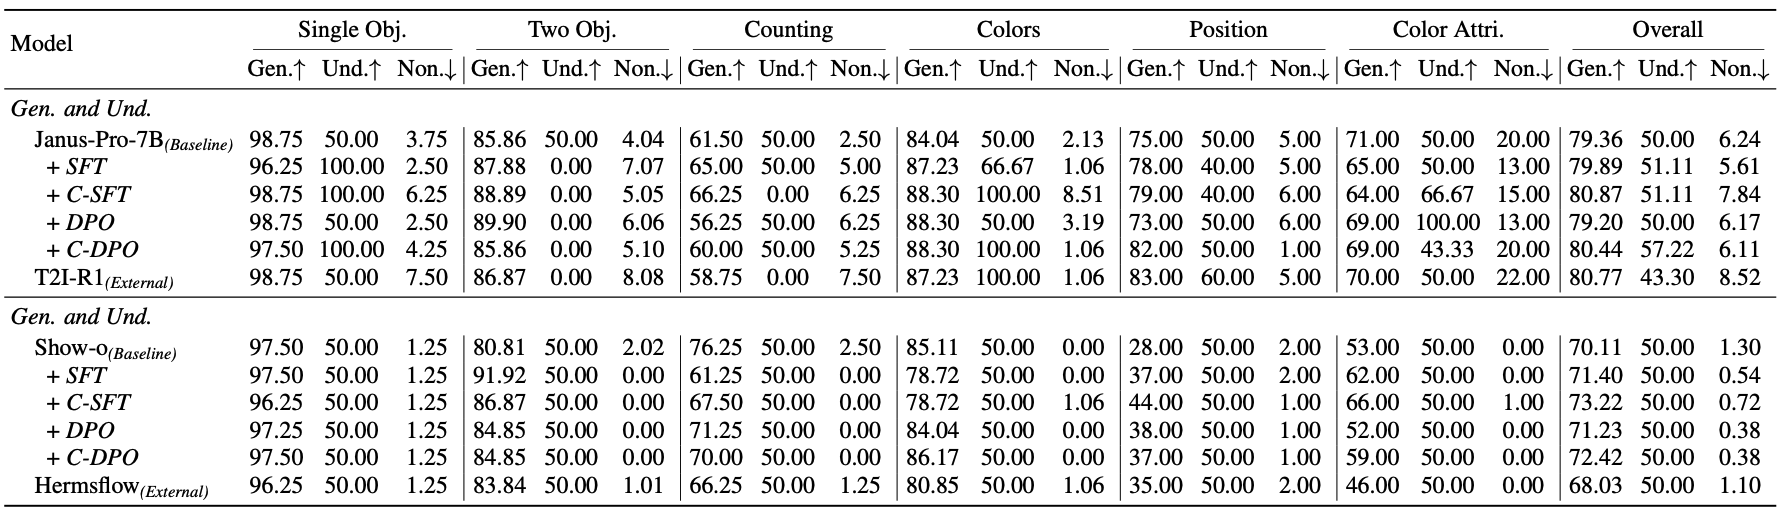 Model Single Obj. Two Obj. Counting Colors Position Color Attri. Overall
Gen.↑ Und.↑ Non.↓ Gen.↑ Und.↑ Non.↓ Gen.↑ Und.↑ Non.↓ Gen.↑ Und.↑ Non.↓ Gen.↑ Und.↑ Non.↓ Gen.↑ Und.↑ Non.↓ Gen.↑ Und.↑ Non.↓
Gen. and Und.
Janus-Pro-7B(Baseline) 98.75 50.00 3.75 85.86 50.00 4.04 61.50 50.00 2.50 84.04 50.00 2.13 75.00 50.00 5.00 71.00 50.00 20.00 79.36 50.00 6.24
+ SFT 96.25 100.00 2.50 87.88 0.00 7.07 65.00 50.00 5.00 87.23 66.67 1.06 78.00 40.00 5.00 65.00 50.00 13.00 79.89 51.11 5.61
+ C-SFT 98.75 100.00 6.25 88.89 0.00 5.05 66.25 0.00 6.25 88.30 100.00 8.51 79.00 40.00 6.00 64.00 66.67 15.00 80.87 51.11 7.84
+ DPO 98.75 50.00 2.50 89.90 0.00 6.06 56.25 50.00 6.25 88.30 50.00 3.19 73.00 50.00 6.00 69.00 100.00 13.00 79.20 50.00 6.17
+ C-DPO 97.50 100.00 4.25 85.86 0.00 5.10 60.00 50.00 5.25 88.30 100.00 1.06 82.00 50.00 1.00 69.00 43.33 20.00 80.44 57.22 6.11
T2I-R1(External) 98.75 50.00 7.50 86.87 0.00 8.08 58.75 0.00 7.50 87.23 100.00 1.06 83.00 60.00 5.00 70.00 50.00 22.00 80.77 43.30 8.52
Gen. and Und.
Show-o(Baseline) 97.50 50.00 1.25 80.81 50.00 2.02 76.25 50.00 2.50 85.11 50.00 0.00 28.00 50.00 2.00 53.00 50.00 0.00 70.11 50.00 1.30
+ SFT 97.50 50.00 1.25 91.92 50.00 0.00 61.25 50.00 0.00 78.72 50.00 0.00 37.00 50.00 2.00 62.00 50.00 0.00 71.40 50.00 0.54
+ C-SFT 96.25 50.00 1.25 86.87 50.00 0.00 67.50 50.00 0.00 78.72 50.00 1.06 44.00 50.00 1.00 66.00 50.00 1.00 73.22 50.00 0.72
+ DPO 97.25 50.00 1.25 84.85 50.00 0.00 71.25 50.00 0.00 84.04 50.00 0.00 38.00 50.00 1.00 52.00 50.00 0.00 71.23 50.00 0.38
+ C-DPO 97.50 50.00 1.25 84.85 50.00 0.00 70.00 50.00 0.00 86.17 50.00 0.00 37.00 50.00 1.00 59.00 50.00 0.00 72.42 50.00 0.38
Hermsflow(External) 96.25 50.00 1.25 83.84 50.00 1.01 66.25 50.00 1.25 80.85 50.00 1.06 35.00 50.00 2.00 46.00 50.00 0.00 68.03 50.00 1.10